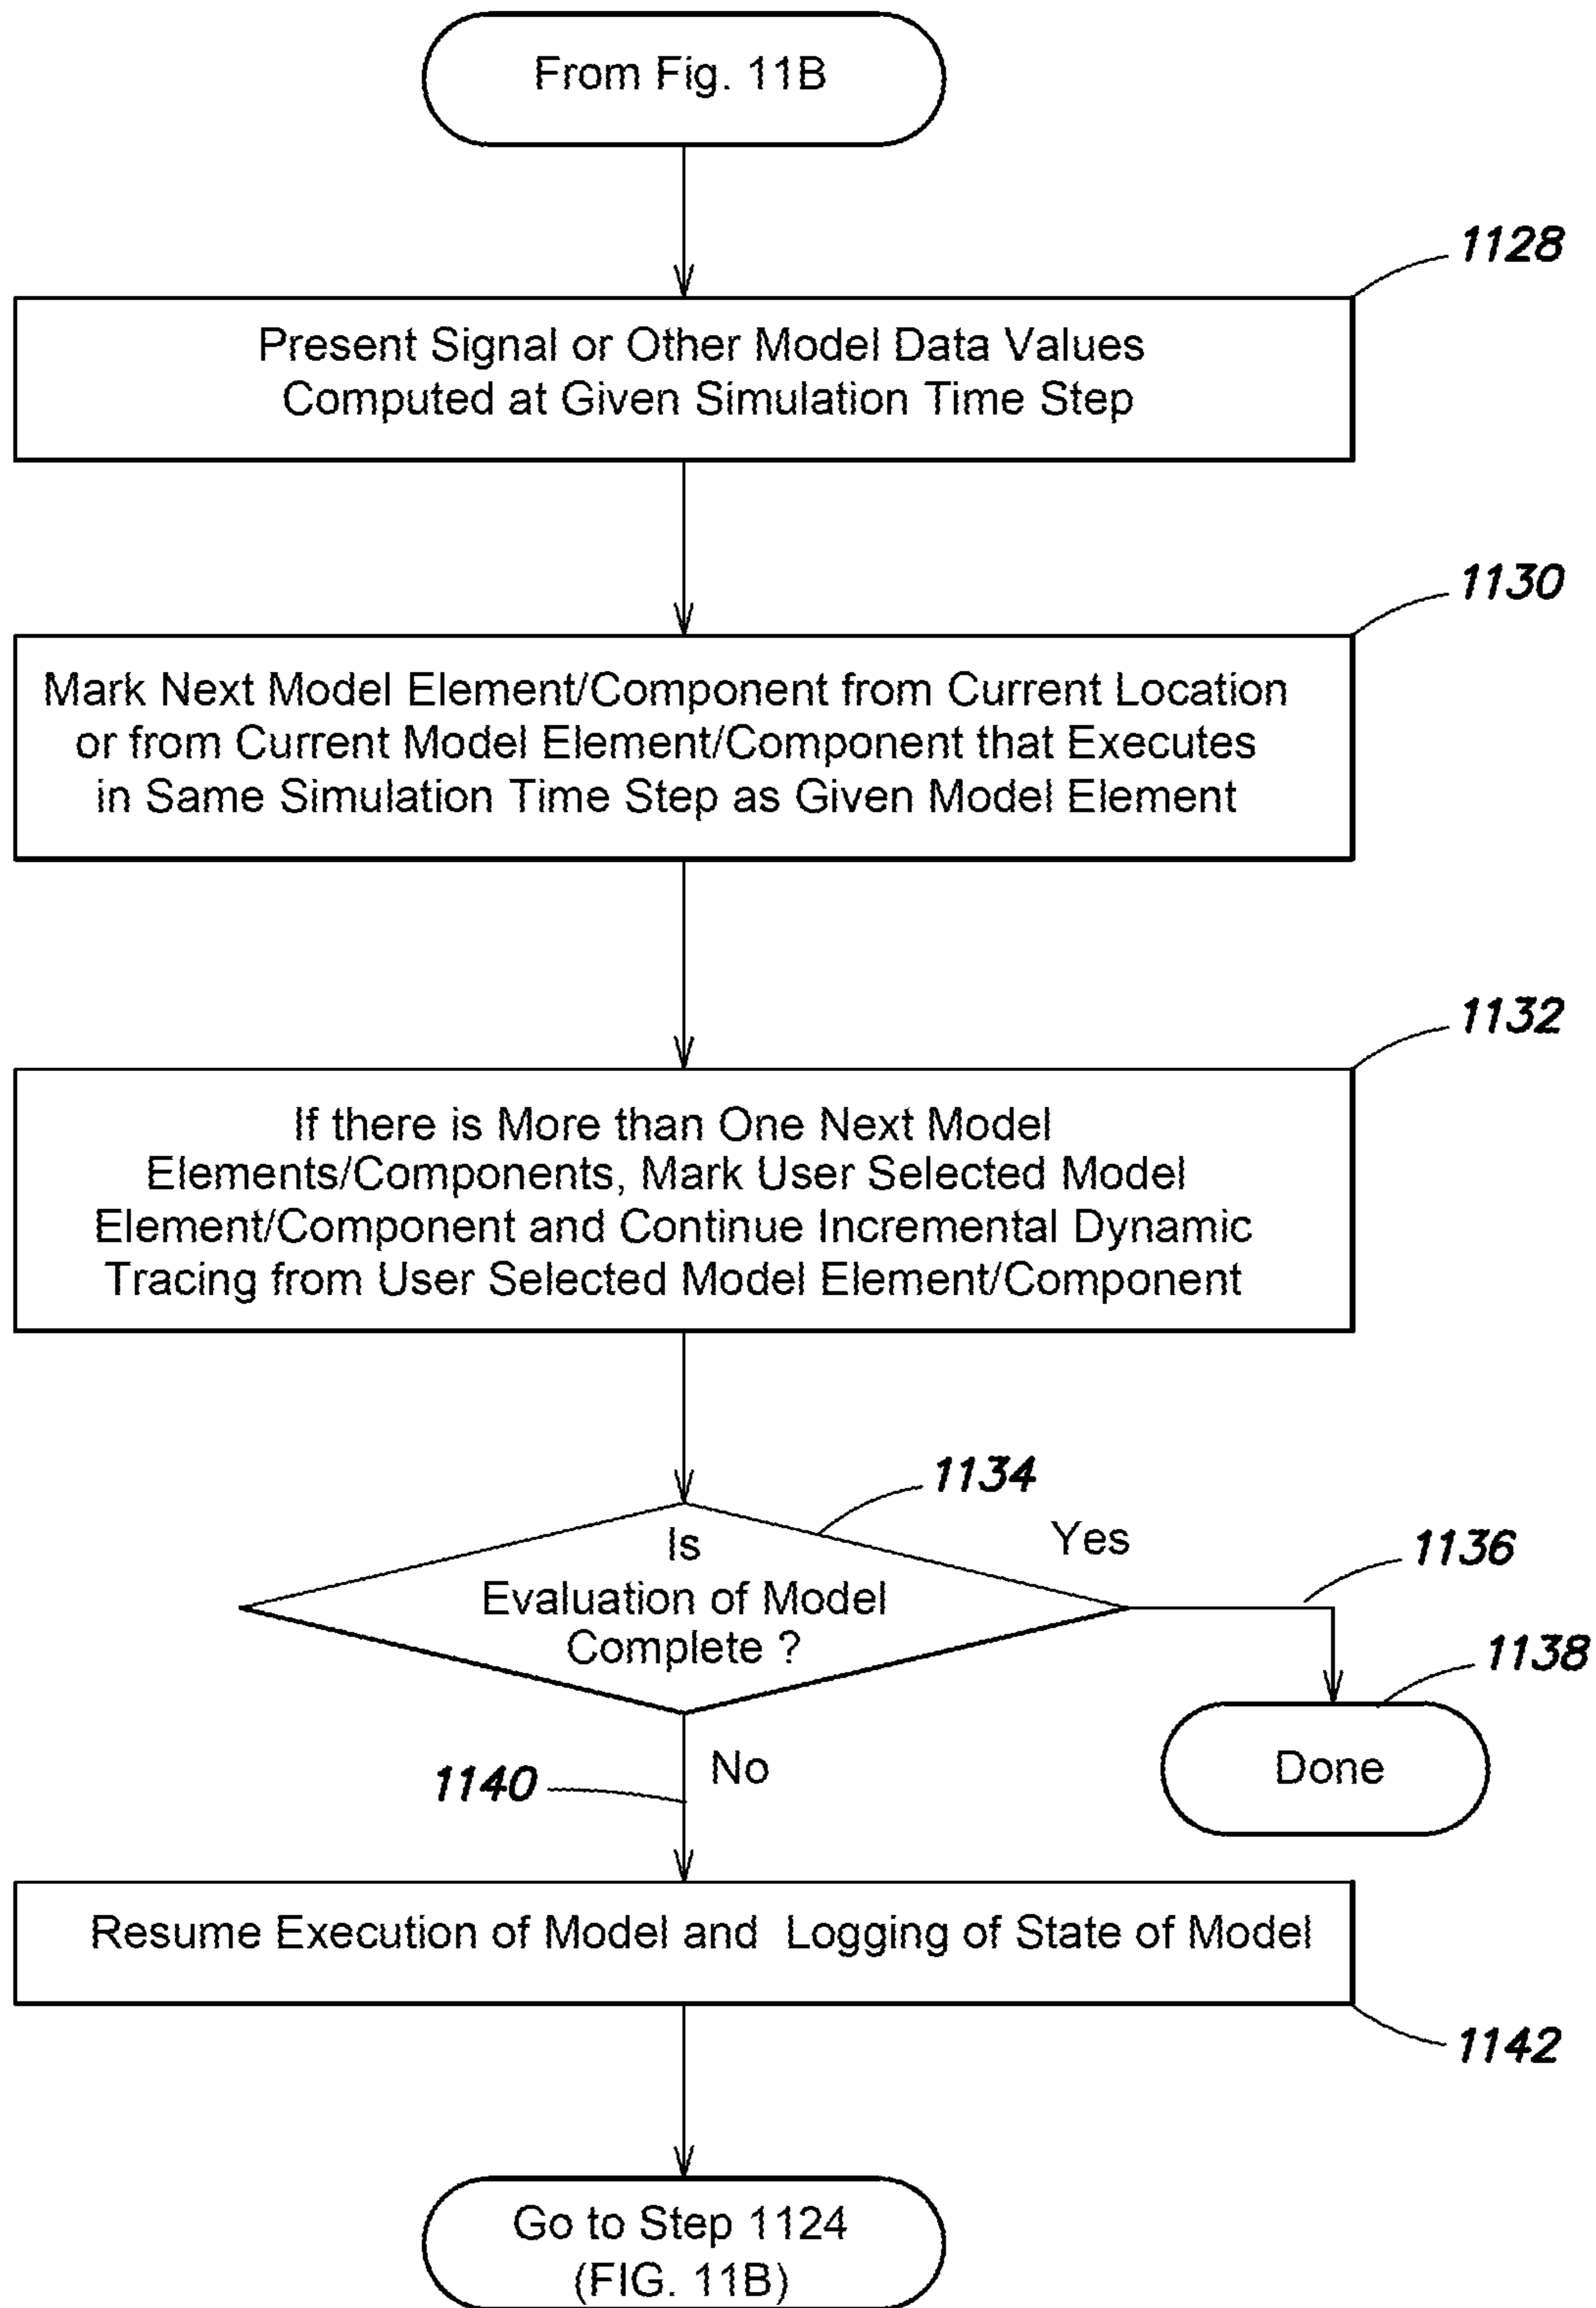 From Fig. 11B
1128
Present Signal or Other Model Data Values
Computed at Given Simulation Time Step
1130
Mark Next Model Element/Component from Current Location
or from Current Model Element/Component that Executes
in Same Simulation Time Step as Given Model Element
1132
If there is More than One Next Model
Elements/Components, Mark User Selected Model
Element/Component and Continue Incremental Dynamic
Tracing from User Selected Model Element/Component
1134
Is
Evaluation of Model
Complete ?
Yes
1136
1138
Done
1140
No
Resume Execution of Model and Logging of State of Model
1142
Go to Step 1124
(FIG. 11B)